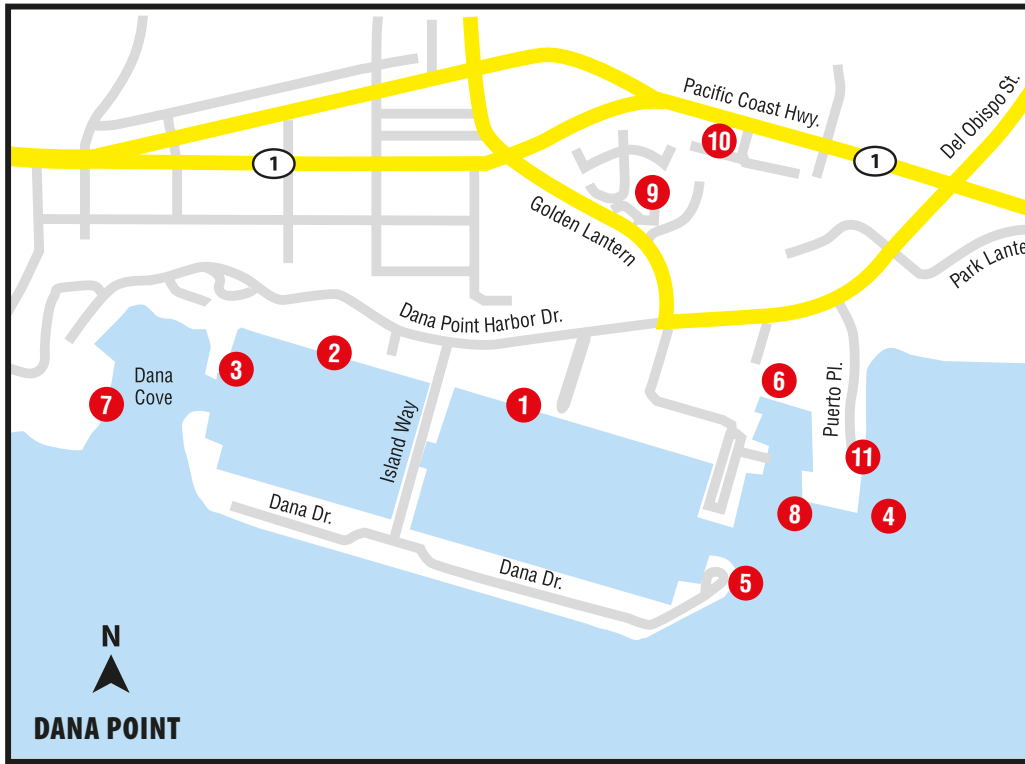 Pacific Coast Hwy.
Del Obispo St.
10
1
1
9
Golden Lantern
Park Lante
Dana Point Harbor Dr.
2
3
6
Dana
Cove
7
1
Puerto Pl.
Island Way
11
Dana Dr.
8
4
Dana Dr.
5
N
DANA POINT